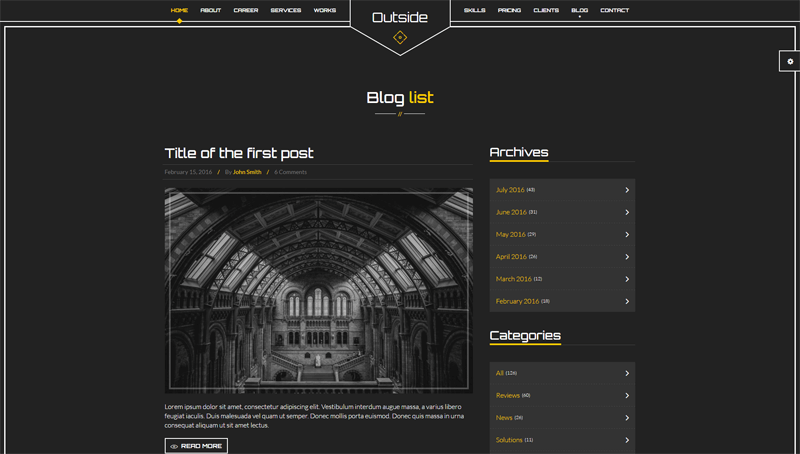 HOME ABOUT CAREER SERVICES WORKS Outside SKILLS PRICING CLIENTS BLOG CONTACT
Blog list
//
Title of the first post
February 15, 2016 / By John Smith / 6 Comments
Lorem ipsum dolor sit amet, consectetur adipiscing elit. Vestibulum interdum augue massa, a varius libero
feugiat iaculis. Duis malesuada vel quam ut semper. Donec mollis porta euismod. Donec quis massa in urna
consequat aliquam ut sit amet lectus.
READ MORE
Archives
July 2016 (43)
June 2016 (31)
May 2016 (29)
April 2016 (26)
March 2016 (12)
February 2016 (18)
Categories
All (126)
Reviews (60)
News (26)
Solutions (11)